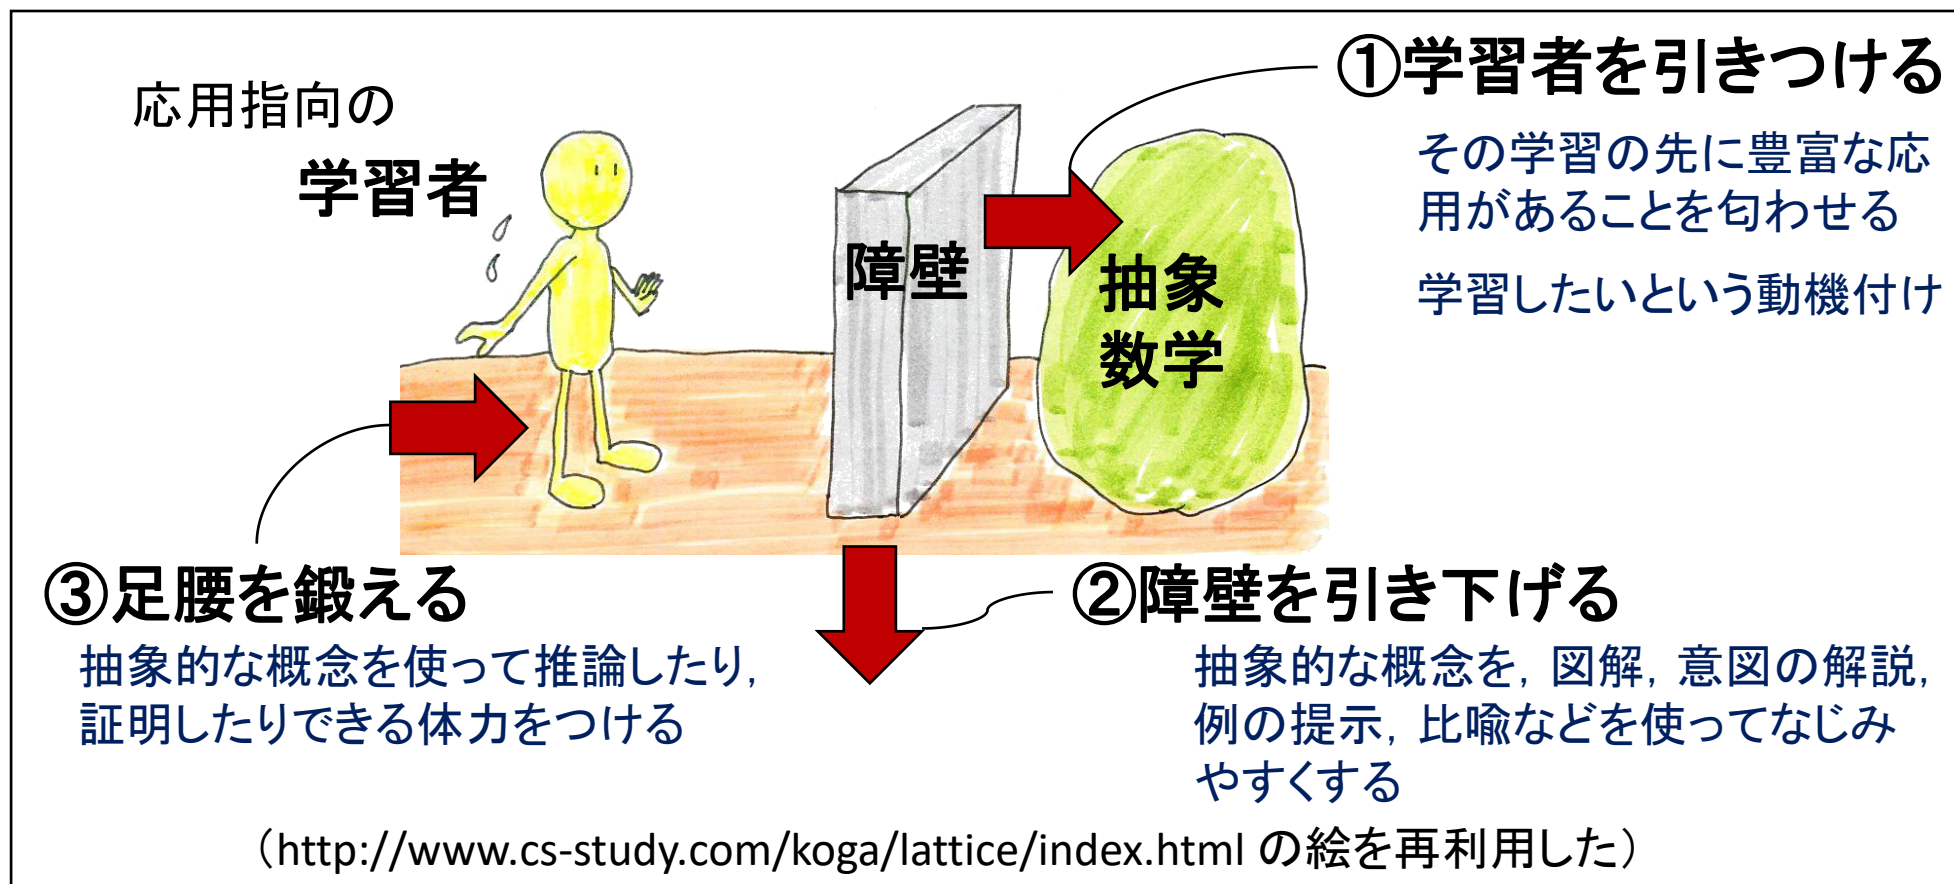 応用指向の
学習者
障壁
抽象
数学
①学習者を引きつける
その学習の先に豊富な応
用があることを匂わせる
学習したいという動機付け
②障壁を引き下げる
抽象的な概念を, 図解, 意図の解説,
例の提示, 比喩などを使ってなじみ
やすくする
③足腰を鍛える
抽象的な概念を使って推論したり,
証明したりできる体力をつける
（http://www.cs-study.com/koga/lattice/index.html の絵を再利用した）